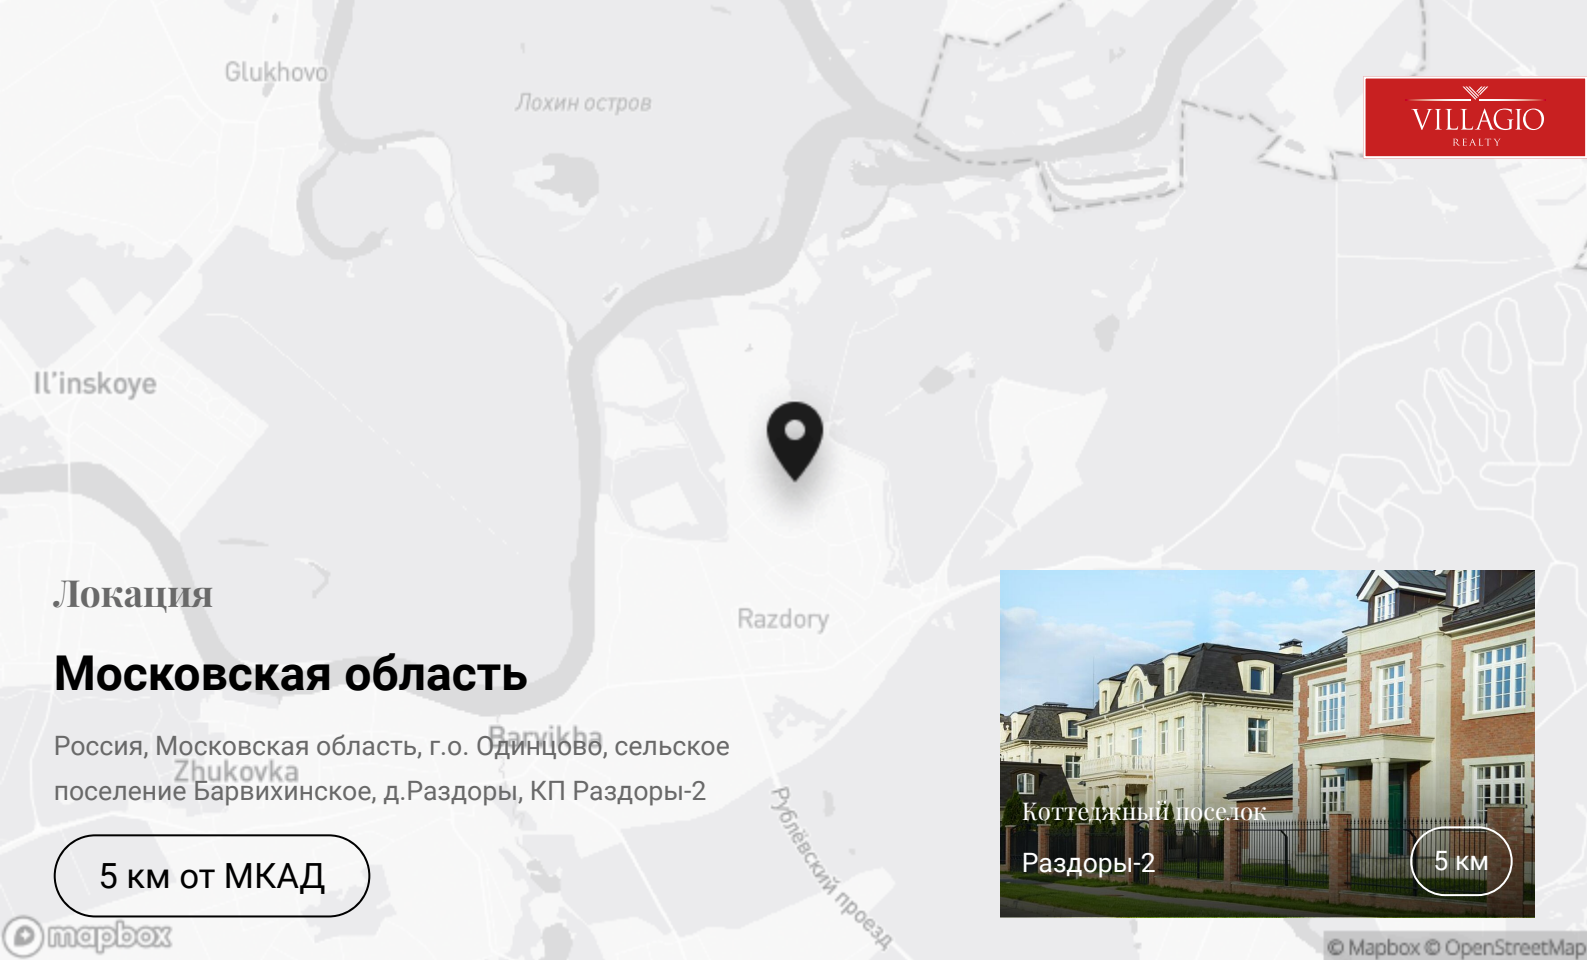 Glukhovo
Лохин остров
VILLAGIO
REALTY
Il'inskoye
Локация
Razdory
Московская область
Barvikha
Россия, Московская область, г.о. Одинцово, сельское
Zhukovka
поселение Барвихинское, д.Раздоры, КП Раздоры-2
Рублёвский проезд
Коттеджный поселок
Раздоры-2
5 км
5 км от МКАД
mapbox
© Mapbox © OpenStreetMap